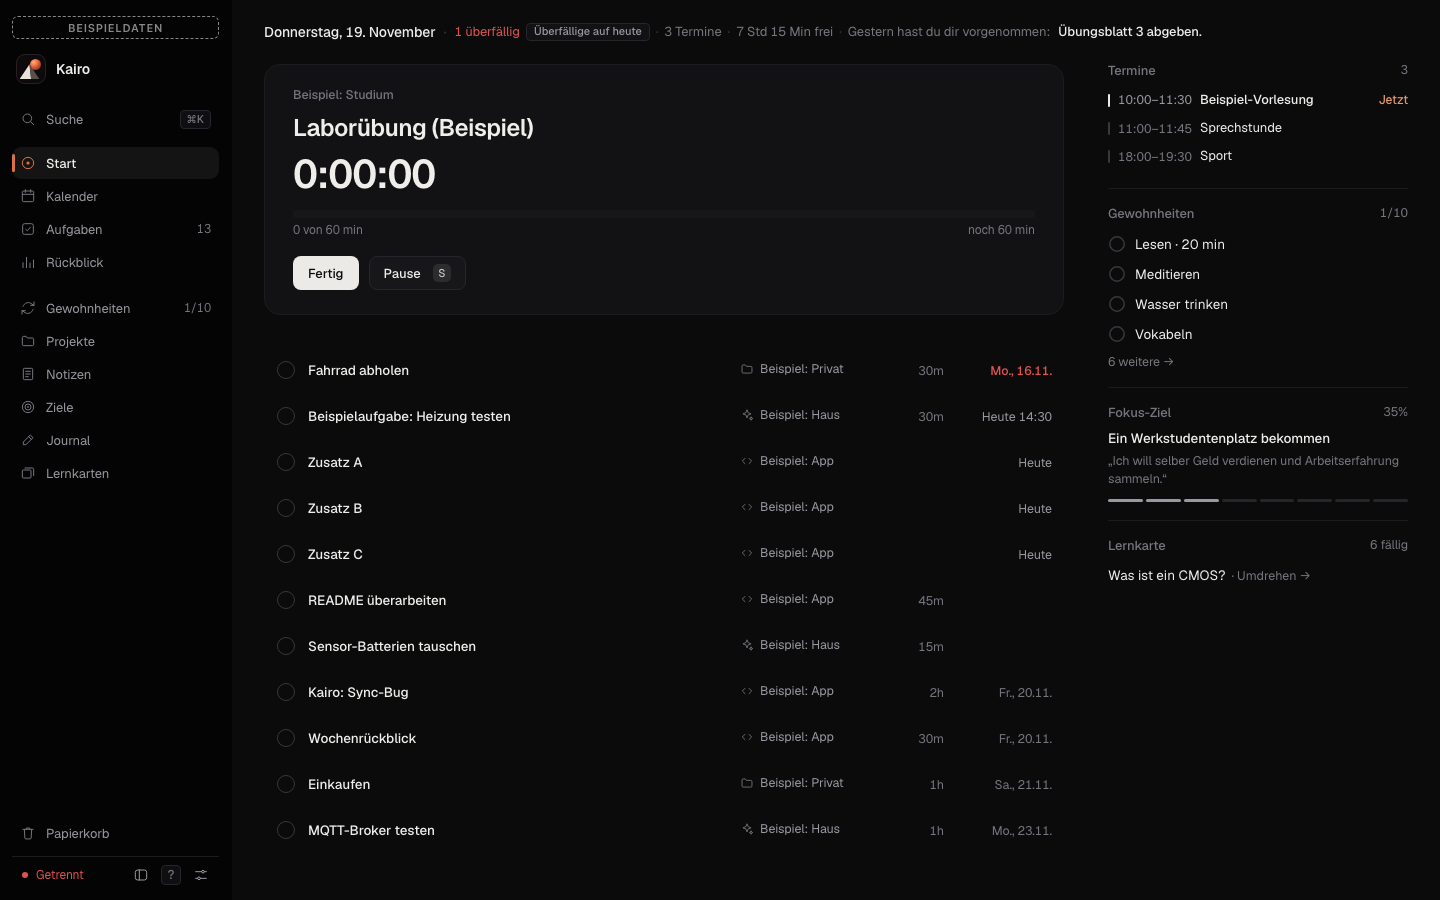 BEISPIELDATEN
Kairo
Suche ⌘K
Start
Kalender
Aufgaben 13
Rückblick
Gewohnheiten 1/10
Projekte
Notizen
Ziele
Journal
Lernkarten
Papierkorb
Getrennt ?
Donnerstag, 19. November · 1 überfällig Überfällige auf heute · 3 Termine · 7 Std 15 Min frei · Gestern hast du dir vorgenommen: Übungsblatt 3 abgeben.
Beispiel: Studium
Laborübung (Beispiel)
0:00:00
0 von 60 min noch 60 min
Fertig Pause S
Fahrrad abholen Beispiel: Privat 30m Mo., 16.11.
Beispielaufgabe: Heizung testen Beispiel: Haus 30m Heute 14:30
Zusatz A Beispiel: App Heute
Zusatz B Beispiel: App Heute
Zusatz C Beispiel: App Heute
README überarbeiten Beispiel: App 45m
Sensor-Batterien tauschen Beispiel: Haus 15m
Kairo: Sync-Bug Beispiel: App 2h Fr., 20.11.
Wochenrückblick Beispiel: App 30m Fr., 20.11.
Einkaufen Beispiel: Privat 1h Sa., 21.11.
MQTT-Broker testen Beispiel: Haus 1h Mo., 23.11.
Termine 3
10:00–11:30 Beispiel-Vorlesung Jetzt
11:00–11:45 Sprechstunde
18:00–19:30 Sport
Gewohnheiten 1/10
Lesen · 20 min
Meditieren
Wasser trinken
Vokabeln
6 weitere →
Fokus-Ziel 35%
Ein Werkstudentenplatz bekommen
„Ich will selber Geld verdienen und Arbeitserfahrung
sammeln.“
Lernkarte 6 fällig
Was ist ein CMOS? · Umdrehen →